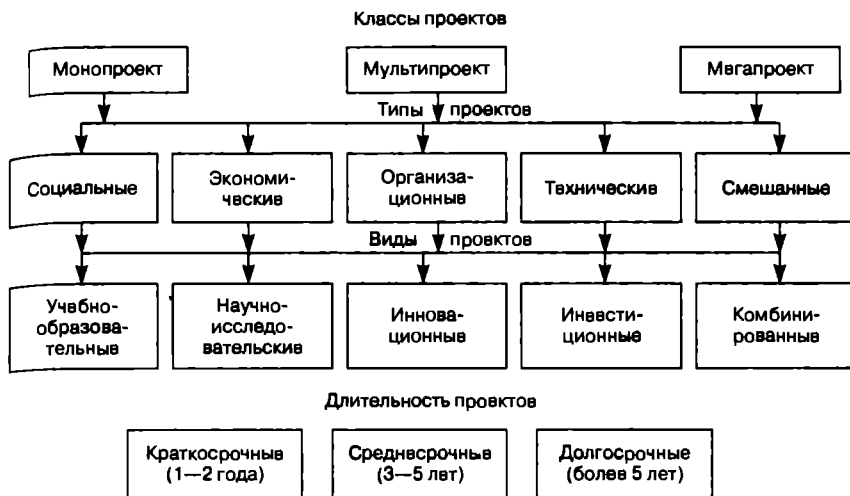 Классы проектов
Монопроект
Мультипроект
Мегапроект
Типы проектов
Социальные
Экономи-
ческие
Организа-
ционные
Технические
Смешанные
Виды проектов
Учебно-
образова-
тельные
Научно-
исследо-
вательские
Иннова-
ционные
Инвести-
ционные
Комбини-
рованные
Длительность проектов
Краткосрочные
(1—2 года)
Среднесрочные
(3—5 лет)
Долгосрочные
(более 5 лет)